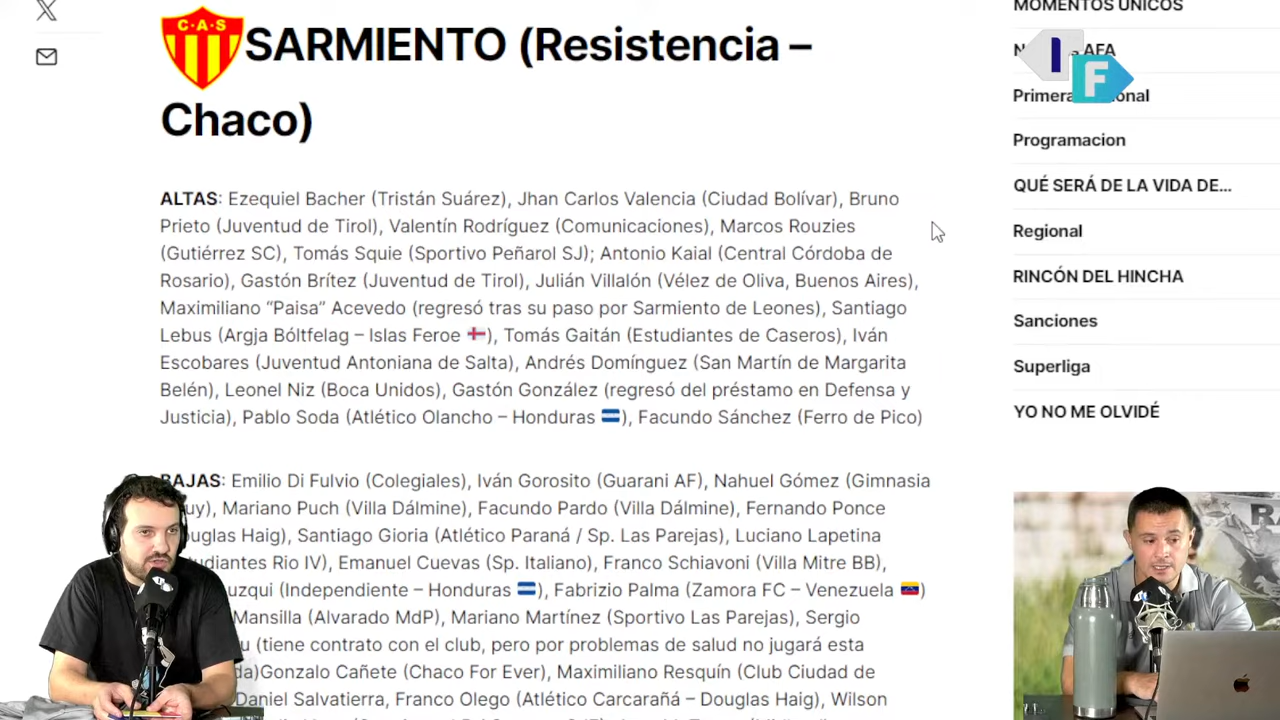 C·A·S
SARMIENTO (Resistencia –
Chaco)
ALTAS: Ezequiel Bacher (Tristán Suárez), Jhan Carlos Valencia (Ciudad Bolívar), Bruno
Prieto (Juventud de Tirol), Valentín Rodríguez (Comunicaciones), Marcos Rouzies
(Gutiérrez SC), Tomás Squie (Sportivo Peñarol SJ); Antonio Kaial (Central Córdoba de
Rosario), Gastón Brítez (Juventud de Tirol), Julián Villalón (Vélez de Oliva, Buenos Aires),
Maximiliano “Paisa” Acevedo (regresó tras su paso por Sarmiento de Leones), Santiago
Lebus (Argja Bóltfelag – Islas Feroe ), Tomás Gaitán (Estudiantes de Caseros), Iván
Escobares (Juventud Antoniana de Salta), Andrés Domínguez (San Martín de Margarita
Belén), Leonel Niz (Boca Unidos), Gastón González (regresó del préstamo en Defensa y
Justicia), Pablo Soda (Atlético Olancho – Honduras ), Facundo Sánchez (Ferro de Pico)
BAJAS: Emilio Di Fulvio (Colegiales), Iván Gorosito (Guarani AF), Nahuel Gómez (Gimnasia
Mariano Puch (Villa Dálmine), Facundo Pardo (Villa Dálmine), Fernando Ponce
Haig), Santiago Gioria (Atlético Paraná / Sp. Las Parejas), Luciano Lapetina
Rio IV), Emanuel Cuevas (Sp. Italiano), Franco Schiavoni (Villa Mitre BB),
(Independiente – Honduras ), Fabrizio Palma (Zamora FC – Venezuela )
Mansilla (Alvarado MdP), Mariano Martínez (Sportivo Las Parejas), Sergio
(tiene contrato con el club, pero por problemas de salud no jugará esta
Gonzalo Cañete (Chaco For Ever), Maximiliano Resquín (Club Ciudad de
Daniel Salvatierra, Franco Olego (Atlético Carcarañá – Douglas Haig), Wilson
MOMENTOS ÚNICOS
AFA
Primera
Programacion
QUÉ SERÁ DE LA VIDA DE...
Regional
RINCÓN DEL HINCHA
Sanciones
Superliga
YO NO ME OLVIDÉ
I
F